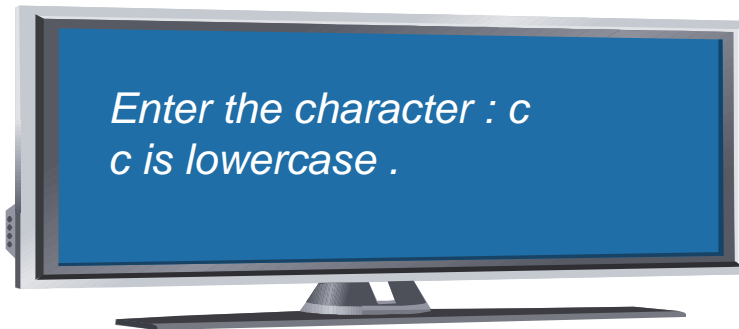 Enter the character : c
c is lowercase .